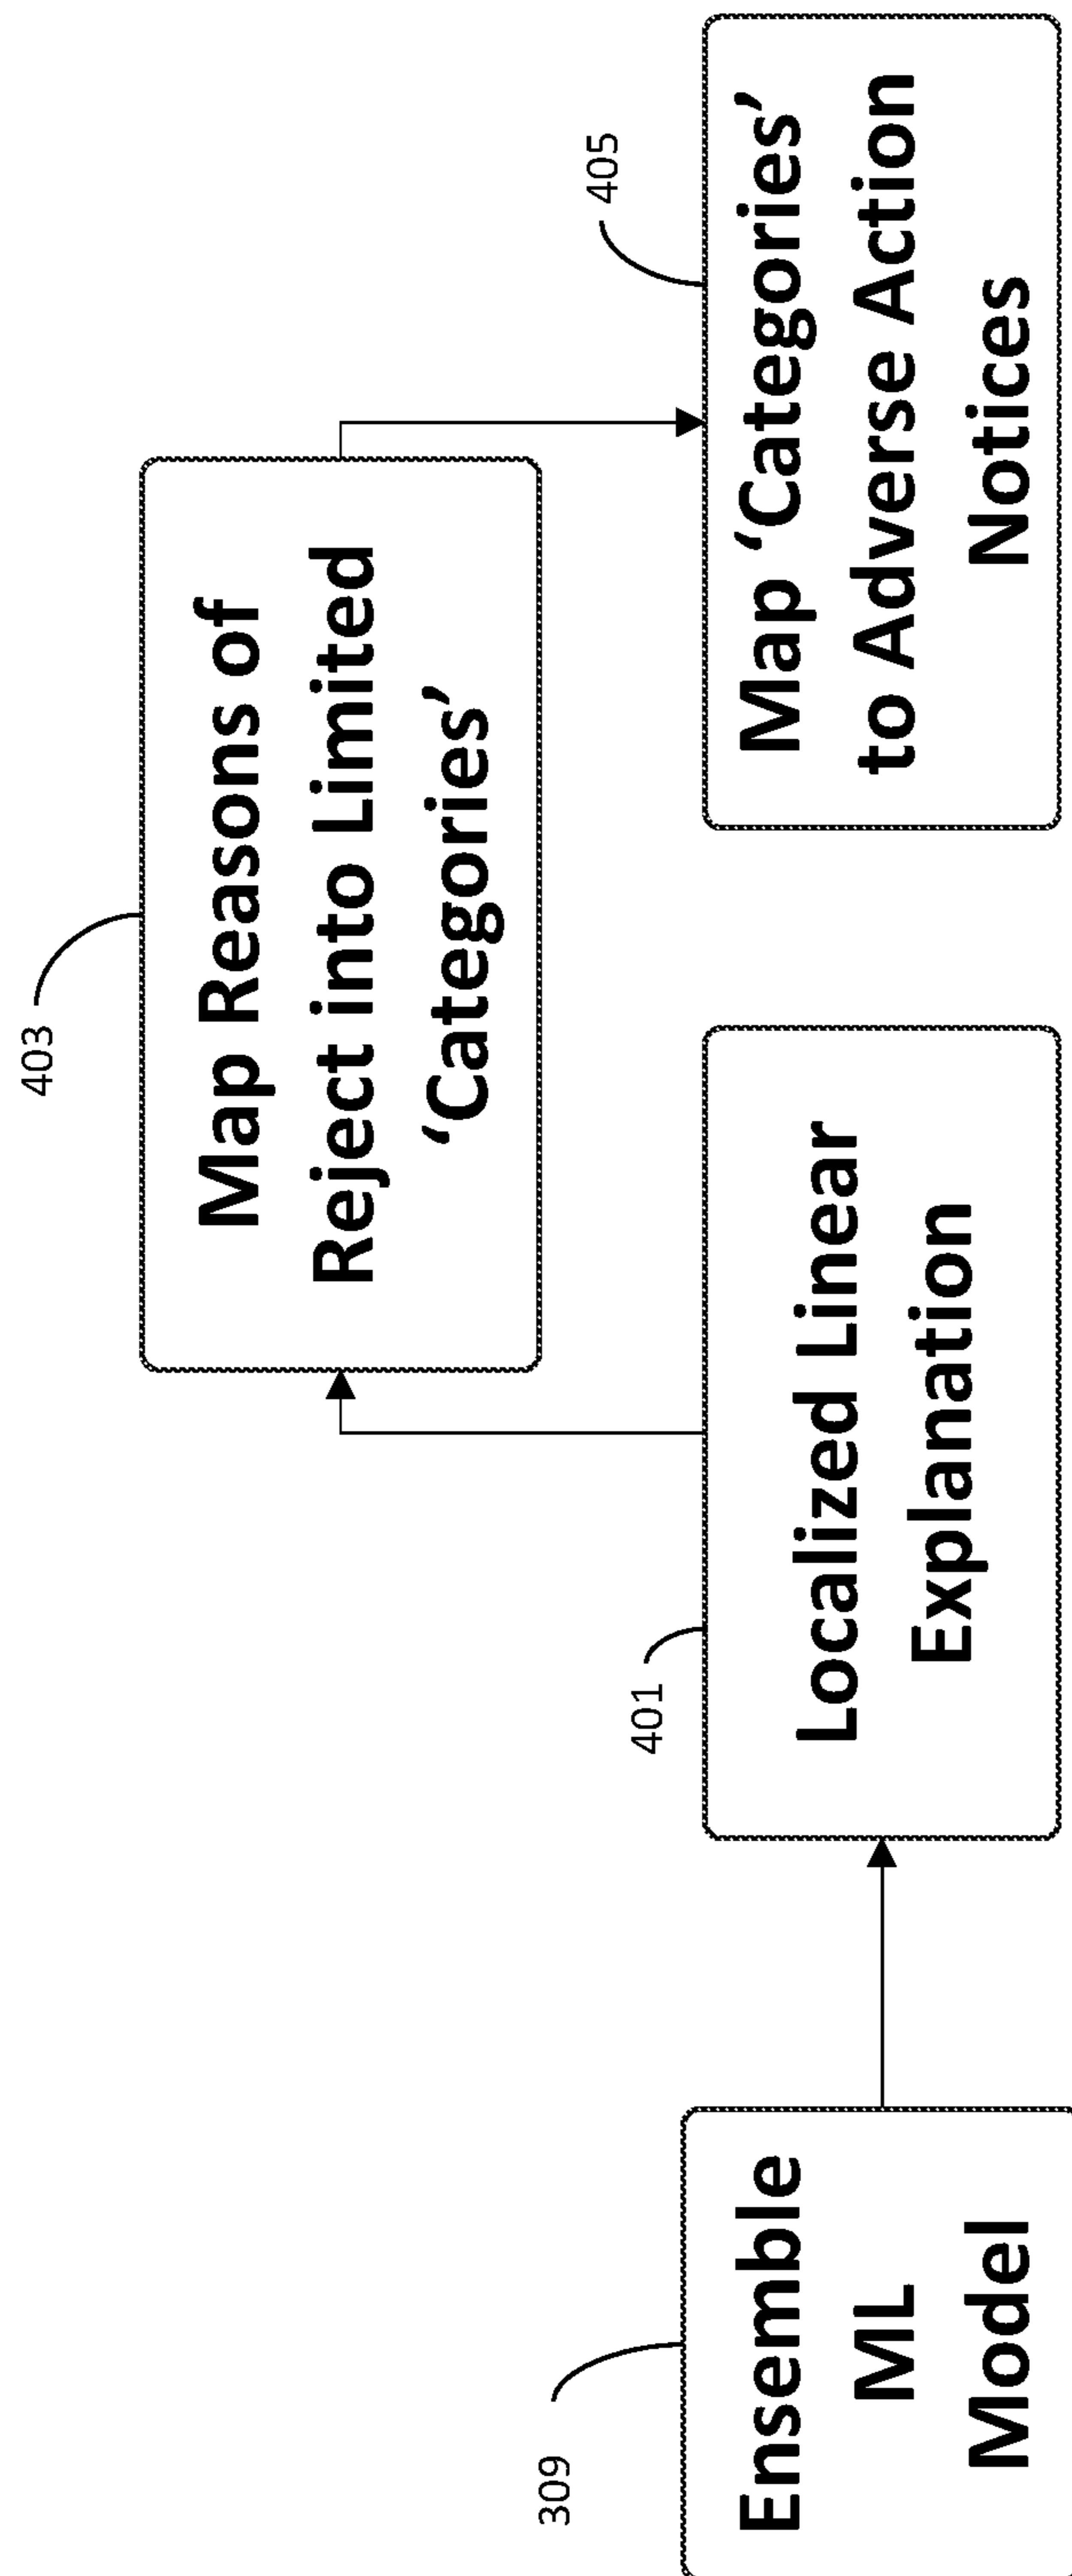 309
Ensemble
ML
Model
401
Localized Linear
Explanation
403
Map Reasons of
Reject into Limited
‘Categories’
405
Map ‘Categories’
to Adverse Action
Notices